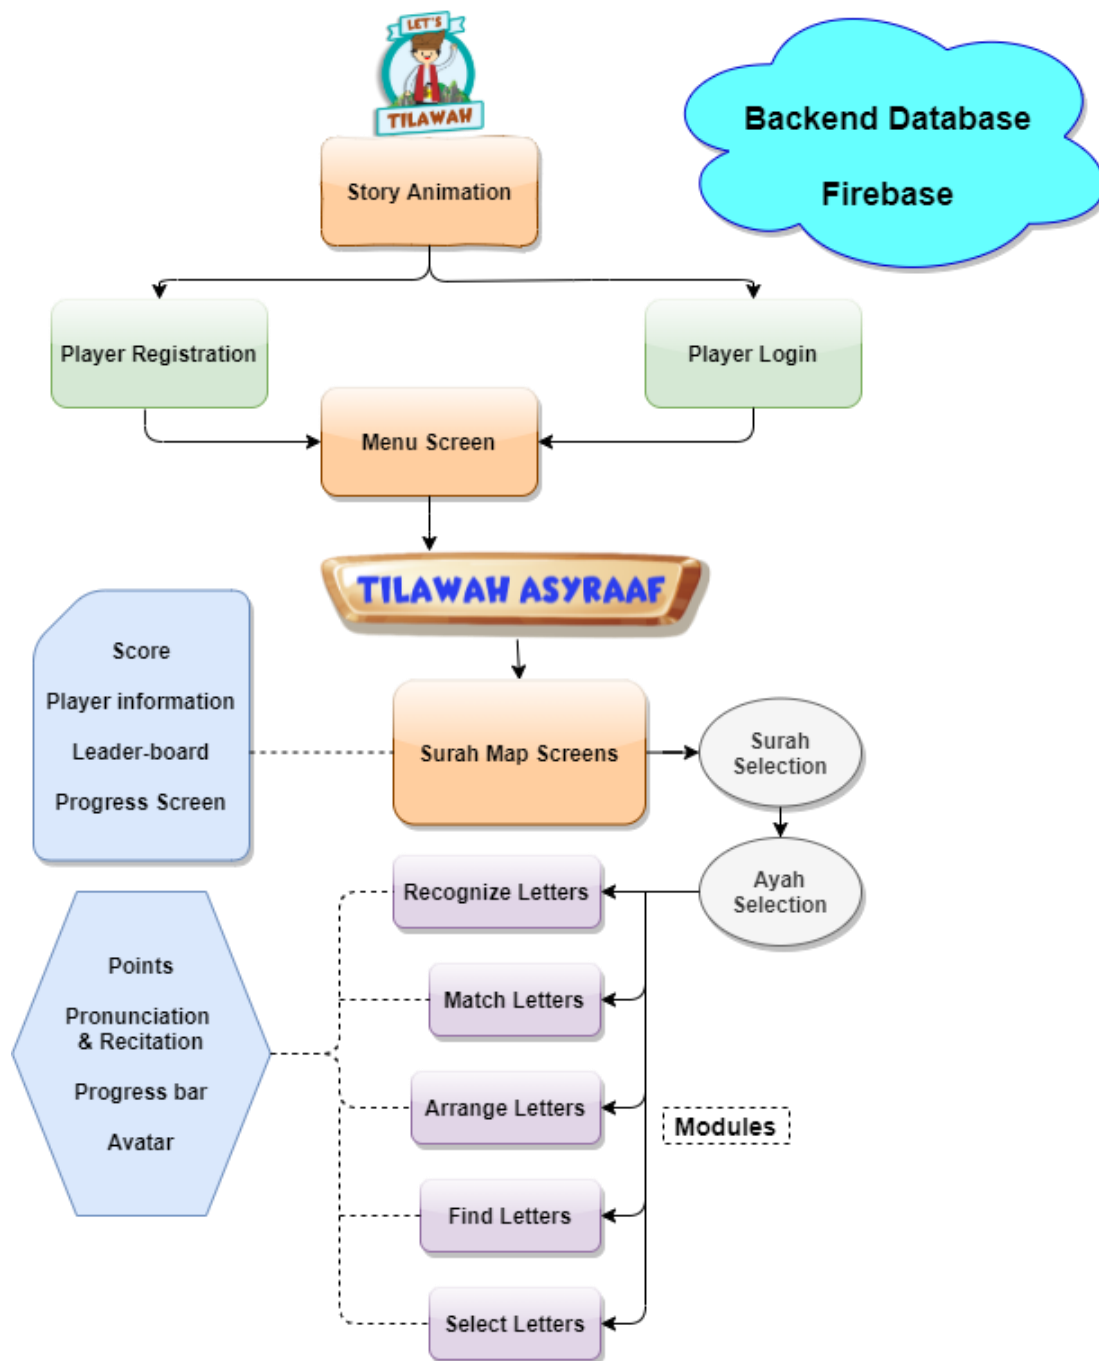 LET'S
TILAWAH
Backend Database
Firebase
Story Animation
Player Registration
Player Login
Menu Screen
TILAWAH ASYRAAF
Score
Player information
Leader-board
Progress Screen
Surah Map Screens
Surah
Selection
Ayah
Selection
Recognize Letters
Match Letters
Arrange Letters
Find Letters
Select Letters
Modules
Points
Pronunciation
& Recitation
Progress bar
Avatar